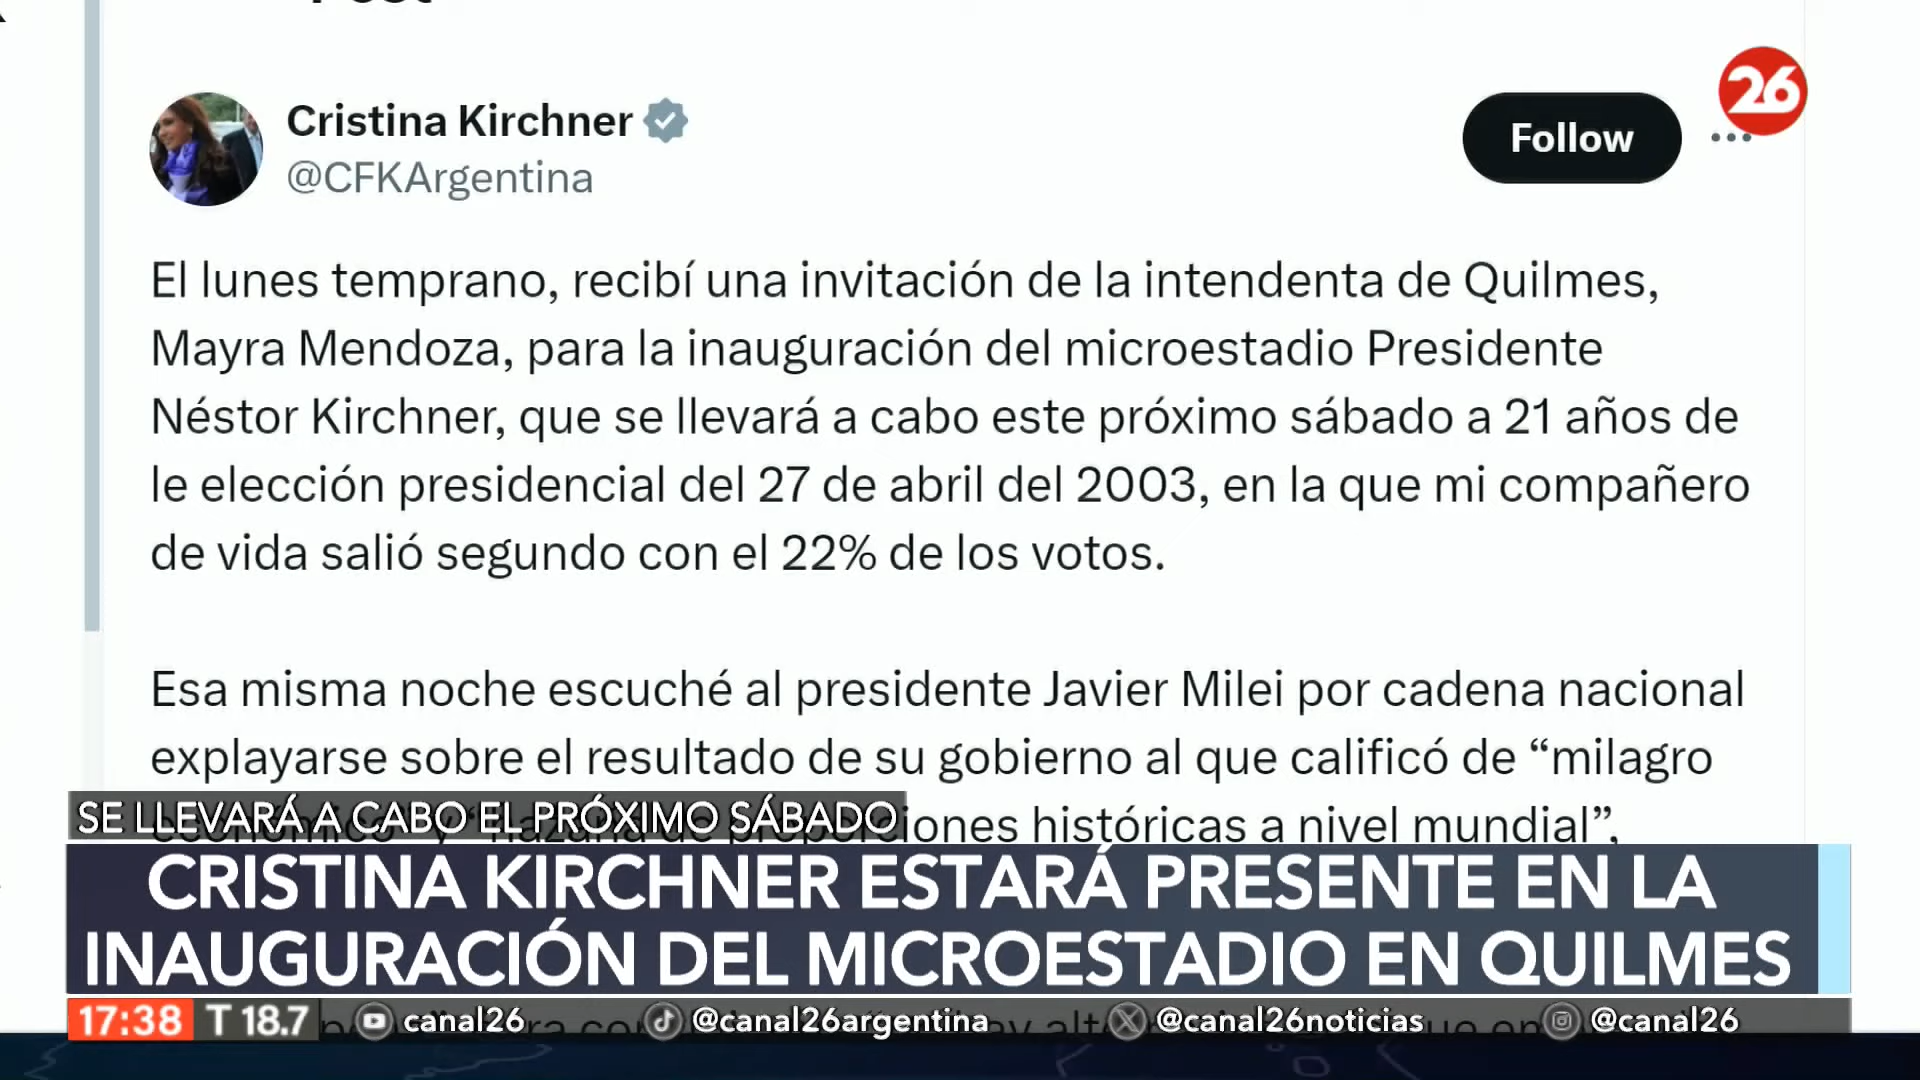 26
Cristina Kirchner
@CFKArgentina
Follow
El lunes temprano, recibí una invitación de la intendenta de Quilmes,
Mayra Mendoza, para la inauguración del microestadio Presidente
Néstor Kirchner, que se llevará a cabo este próximo sábado a 21 años de
le elección presidencial del 27 de abril del 2003, en la que mi compañero
de vida salió segundo con el 22% de los votos.
Esa misma noche escuché al presidente Javier Milei por cadena nacional
explayarse sobre el resultado de su gobierno al que calificó de “milagro
históricas a nivel mundial”,
SE LLEVARÁ A CABO EL PRÓXIMO SÁBADO
CRISTINA KIRCHNER ESTARÁ PRESENTE EN LA
INAUGURACIÓN DEL MICROESTADIO EN QUILMES
17:38 T 18.7 canal26 @canal26argentina @canal26noticias @canal26